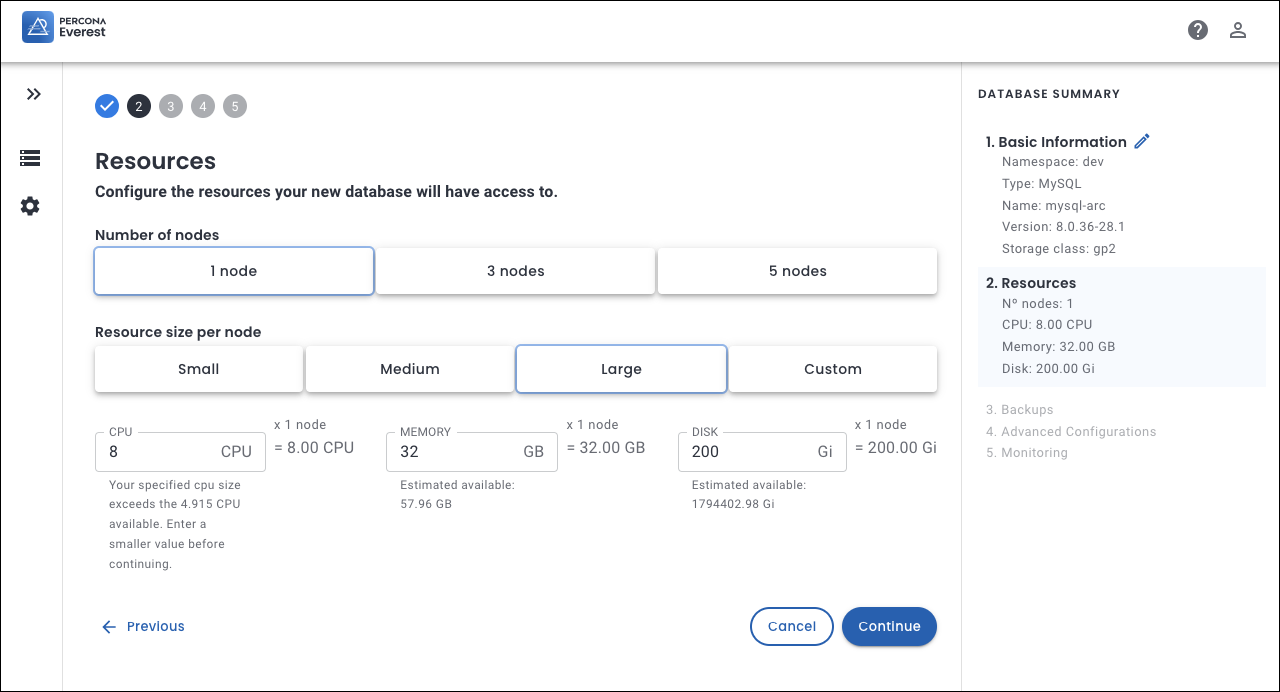 PERCONA
Everest
2 3 4 5
Resources
Configure the resources your new database will have access to.
Number of nodes
1 node
3 nodes
5 nodes
Resource size per node
Small
Medium
Large
Custom
CPU
8 CPU
x 1 node
= 8.00 CPU
Your specified cpu size
exceeds the 4.915 CPU
available. Enter a
smaller value before
continuing.
MEMORY
32 GB
x 1 node
= 32.00 GB
Estimated available:
57.96 GB
DISK
200 Gi
x 1 node
= 200.00 Gi
Estimated available:
1794402.98 Gi
Previous
Cancel
Continue
DATABASE SUMMARY
1. Basic Information
Namespace: dev
Type: MySQL
Name: mysql-arc
Version: 8.0.36-28.1
Storage class: gp2
2. Resources
Nº nodes: 1
CPU: 8.00 CPU
Memory: 32.00 GB
Disk: 200.00 Gi
3. Backups
4. Advanced Configurations
5. Monitoring